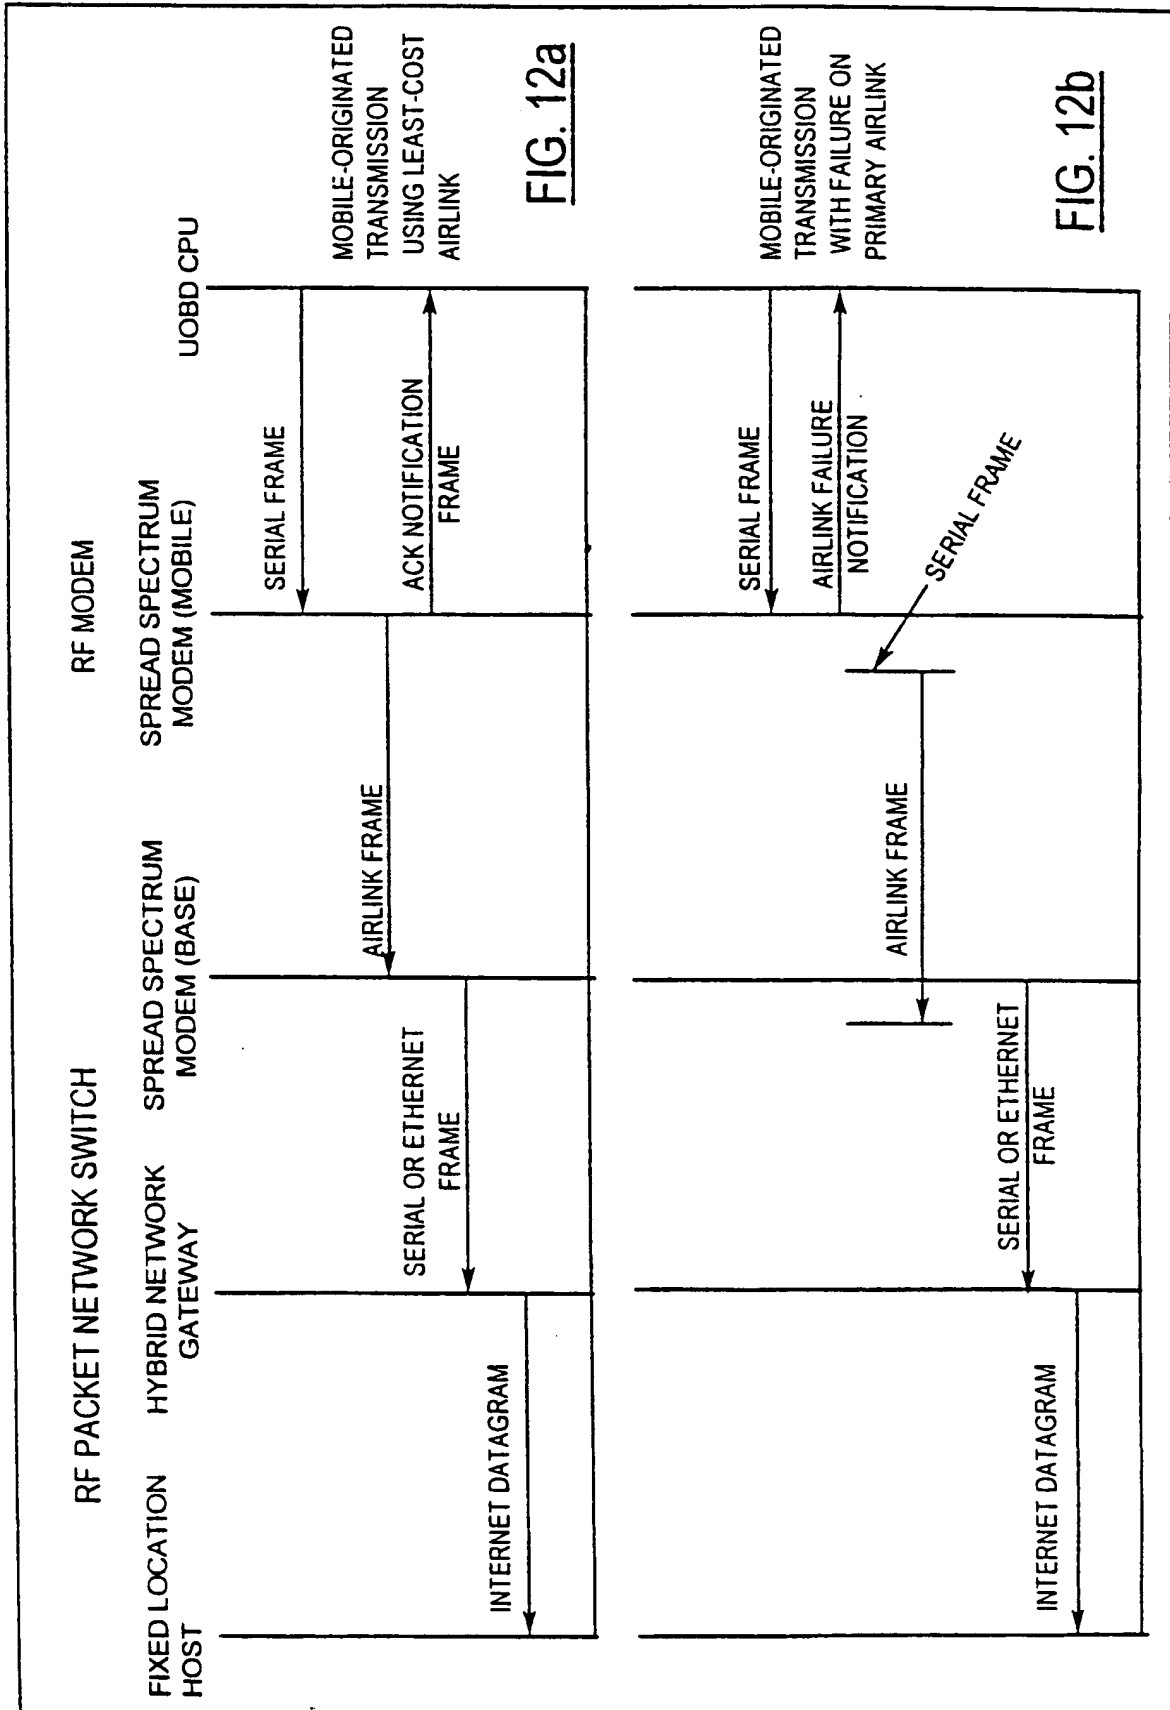 RF PACKET NETWORK SWITCH
RF MODEM
FIXED LOCATION
HOST
HYBRID NETWORK
GATEWAY
SPREAD SPECTRUM
MODEM (BASE)
SPREAD SPECTRUM
MODEM (MOBILE)
UOBD CPU
SERIAL FRAME
AIRLINK FRAME
ACK NOTIFICATION
FRAME
SERIAL OR ETHERNET
FRAME
INTERNET DATAGRAM
MOBILE-ORIGINATED
TRANSMISSION
USING LEAST-COST
AIRLINK
FIG. 12a
SERIAL FRAME
AIRLINK FAILURE
NOTIFICATION
SERIAL FRAME
AIRLINK FRAME
SERIAL OR ETHERNET
FRAME
INTERNET DATAGRAM
MOBILE-ORIGINATED
TRANSMISSION
WITH FAILURE ON
PRIMARY AIRLINK
FIG. 12b